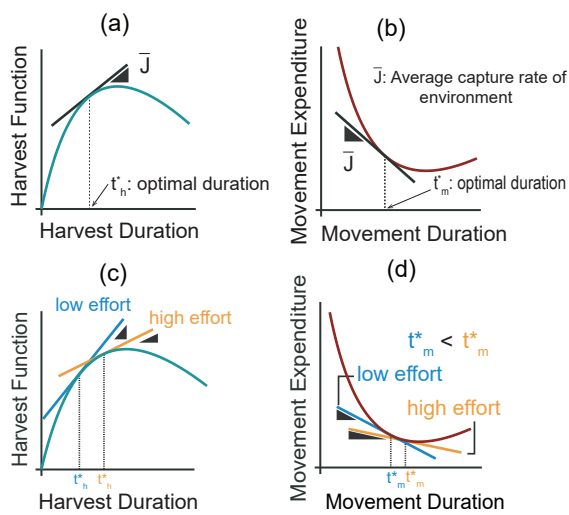 (a)
Harvest Function
J̅
t*h: optimal duration
Harvest Duration
(b)
Movement Expenditure
J̅: Average capture rate of
environment
J̅
t*m: optimal duration
Movement Duration
(c)
Harvest Function
low effort
high effort
t*h t*h
Harvest Duration
(d)
Movement Expenditure
t*m < t*m
low effort
high effort
t*m t*m
Movement Duration